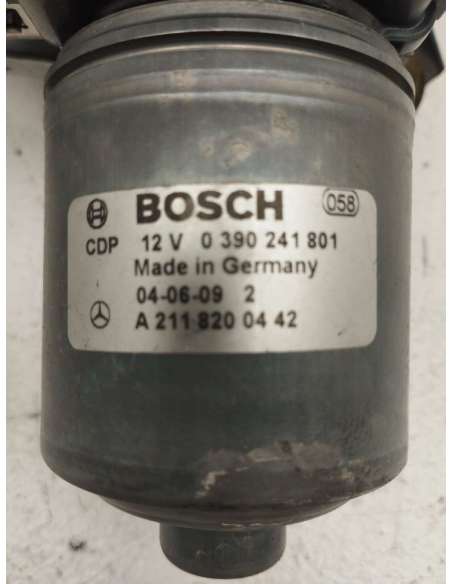 BOSCH 058
CDP 12 V 0 390 241 801
Made in Germany
04-06-09 2
A 211 820 04 42